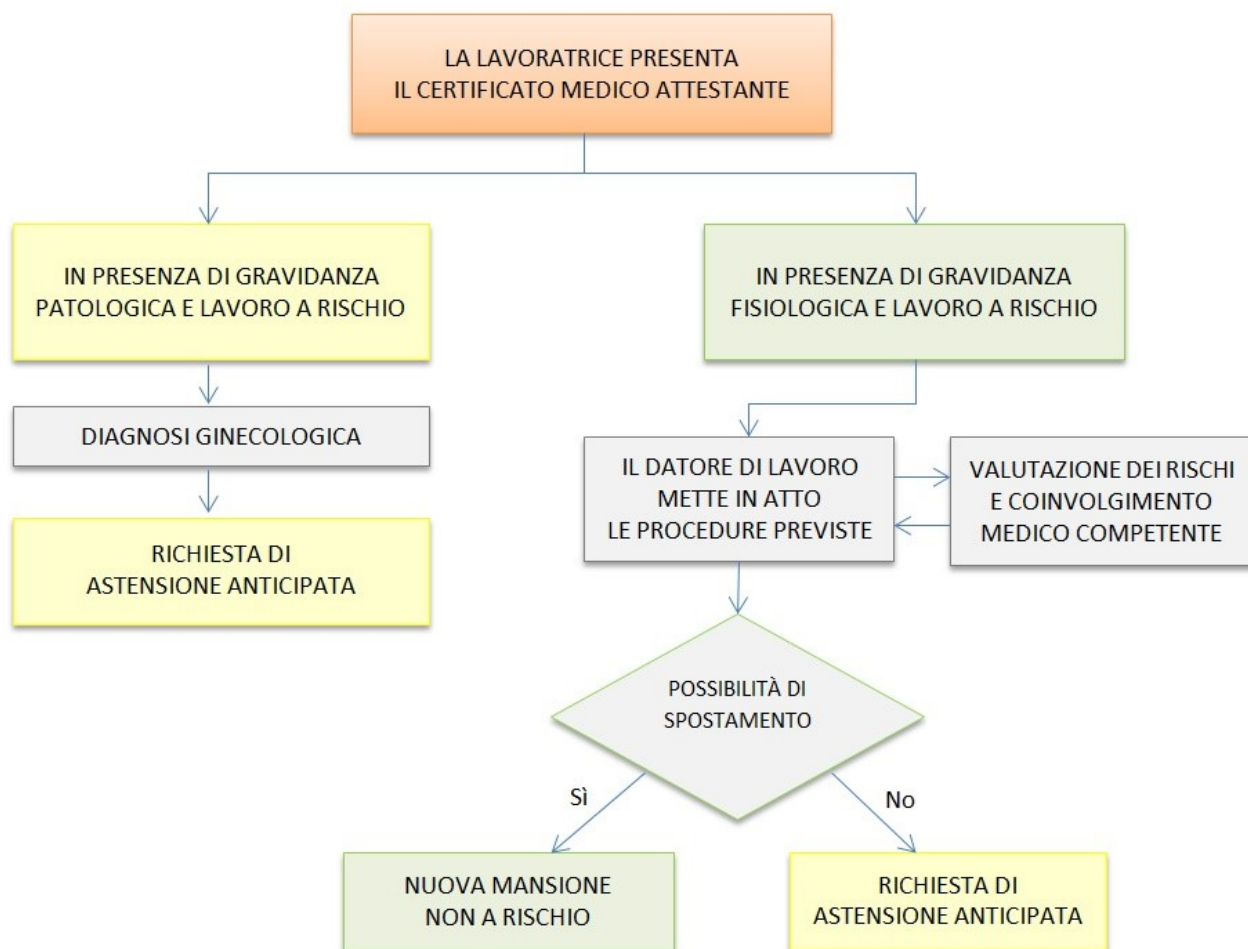 LA LAVORATRICE PRESENTA
IL CERTIFICATO MEDICO ATTESTANTE
IN PRESENZA DI GRAVIDANZA
PATOLOGICA E LAVORO A RISCHIO
IN PRESENZA DI GRAVIDANZA
FISIOLOGICA E LAVORO A RISCHIO
DIAGNOSI GINECOLOGICA
IL DATORE DI LAVORO
METTE IN ATTO
LE PROCEDURE PREVISTE
VALUTAZIONE DEI RISCHI
E COINVOLGIMENTO
MEDICO COMPETENTE
RICHIESTA DI
ASTENSIONE ANTICIPATA
POSSIBILITÀ DI
SPOSTAMENTO
Sì
No
NUOVA MANSIONE
NON A RISCHIO
RICHIESTA DI
ASTENSIONE ANTICIPATA